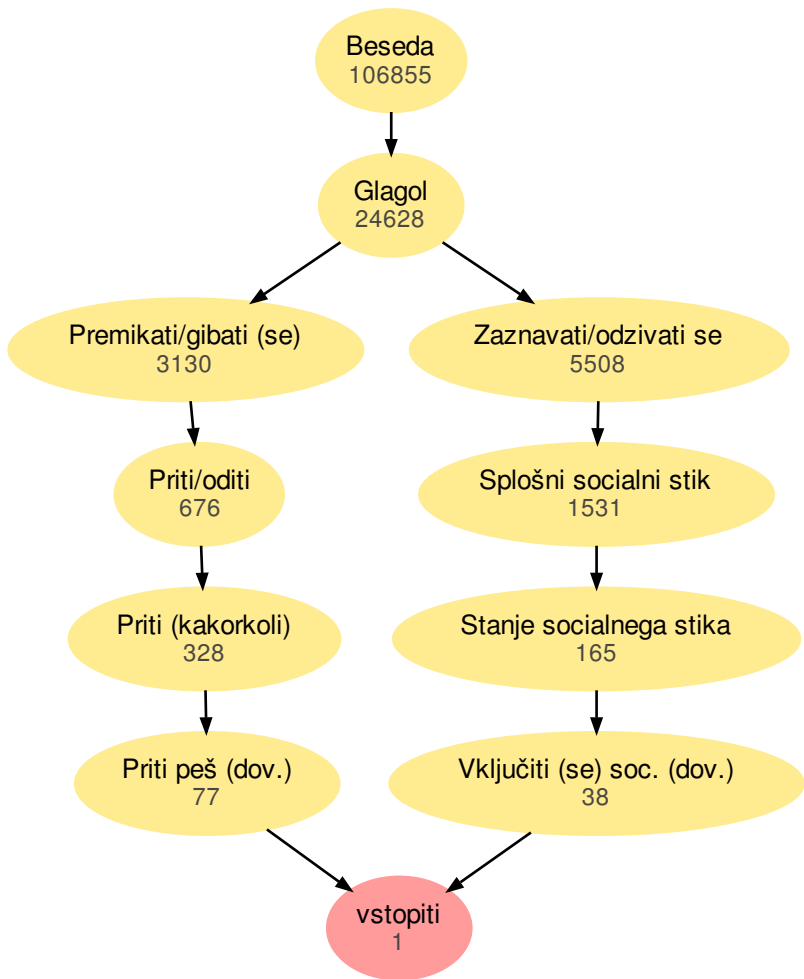 Beseda
106855
Glagol
24628
Premikati/gibati (se)
3130
Zaznavati/odzivati se
5508
Priti/oditi
676
Splošni socialni stik
1531
Priti (kakorkoli)
328
Stanje socialnega stika
165
Priti peš (dov.)
77
Vključiti (se) soc. (dov.)
38
vstopiti
1